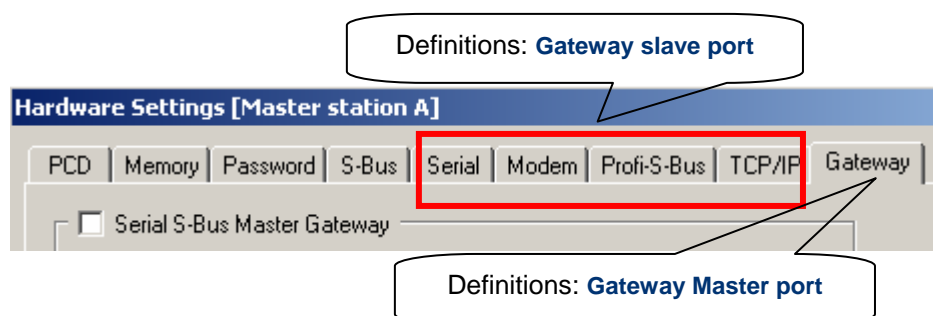 Definitions: Gateway slave port
Hardware Settings [Master station A]
PCD Memory Password S-Bus Serial Modem Profi-S-Bus TCP/IP Gateway
Serial S-Bus Master Gateway
Definitions: Gateway Master port